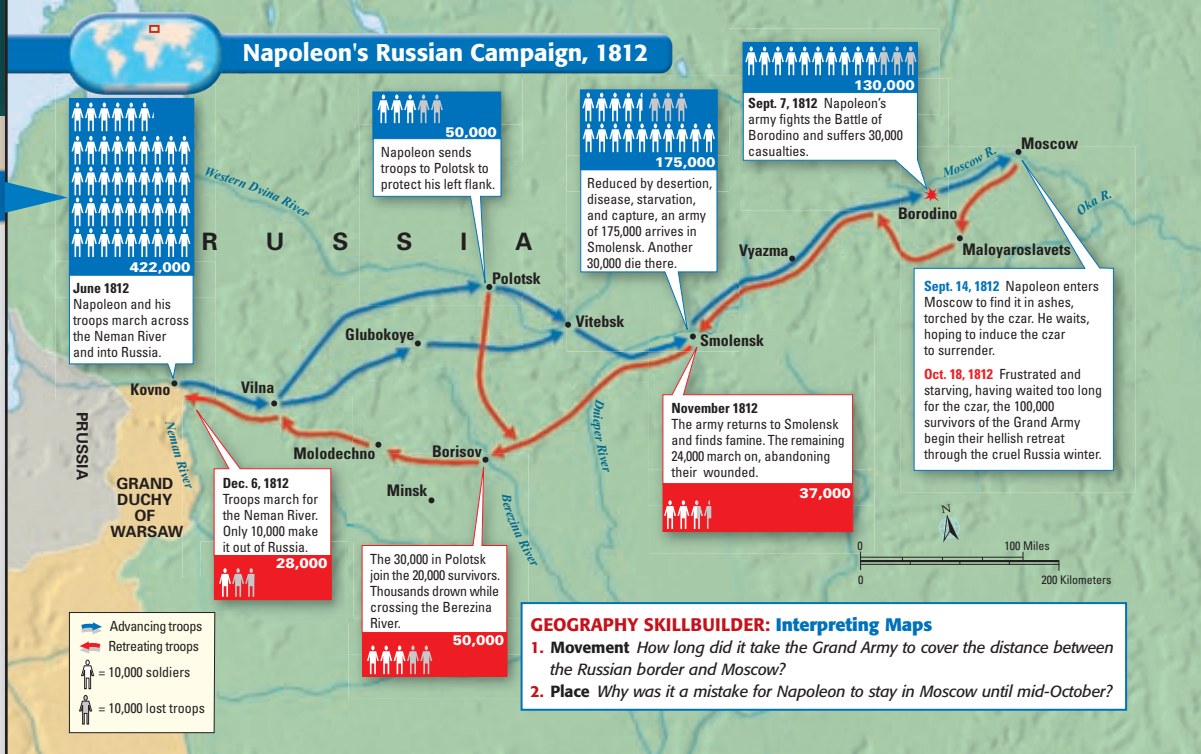 Napoleon's Russian Campaign, 1812
422,000
June 1812
Napoleon and his
troops march across
the Neman River
and into Russia.
50,000
Napoleon sends
troops to Polotsk to
protect his left flank.
175,000
Reduced by desertion,
disease, starvation,
and capture, an army
of 175,000 arrives in
Smolensk. Another
30,000 die there.
130,000
Sept. 7, 1812 Napoleon's
army fights the Battle of
Borodino and suffers 30,000
casualties.
Western Dvina River
RUSSIA
Moscow R.
Moscow
Oka R.
Borodino
Maloyaroslavets
Vyazma
Polotsk
Vitebsk
Glubokoye
Smolensk
Kovno
Vilna
PRUSSIA
Neman River
GRAND
DUCHY
OF
WARSAW
Molodechno
Borisov
Minsk
Berezina River
Dnieper River
Sept. 14, 1812 Napoleon enters
Moscow to find it in ashes,
torched by the czar. He waits,
hoping to induce the czar
to surrender.
Oct. 18, 1812 Frustrated and
starving, having waited too long
for the czar, the 100,000
survivors of the Grand Army
begin their hellish retreat
through the cruel Russia winter.
November 1812
The army returns to Smolensk
and finds famine. The remaining
24,000 march on, abandoning
their wounded.
37,000
Dec. 6, 1812
Troops march for
the Neman River.
Only 10,000 make
it out of Russia.
28,000
The 30,000 in Polotsk
join the 20,000 survivors.
Thousands drown while
crossing the Berezina
River.
50,000
N
0 100 Miles
0 200 Kilometers
Advancing troops
Retreating troops
= 10,000 soldiers
= 10,000 lost troops
GEOGRAPHY SKILLBUILDER: Interpreting Maps
1. Movement How long did it take the Grand Army to cover the distance between
the Russian border and Moscow?
2. Place Why was it a mistake for Napoleon to stay in Moscow until mid-October?